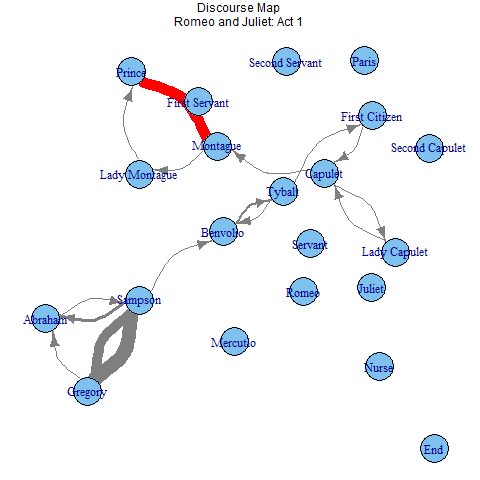 Discourse Map
Romeo and Juliet: Act 1
Second Servant
Paris
Prince
First Servant
First Citizen
Montague
Second Capulet
Lady Montague
Capulet
Tybalt
Benvolio
Servant
Lady Capulet
Romeo
Juliet
Sampson
Abraham
Mercutio
Nurse
Gregory
End